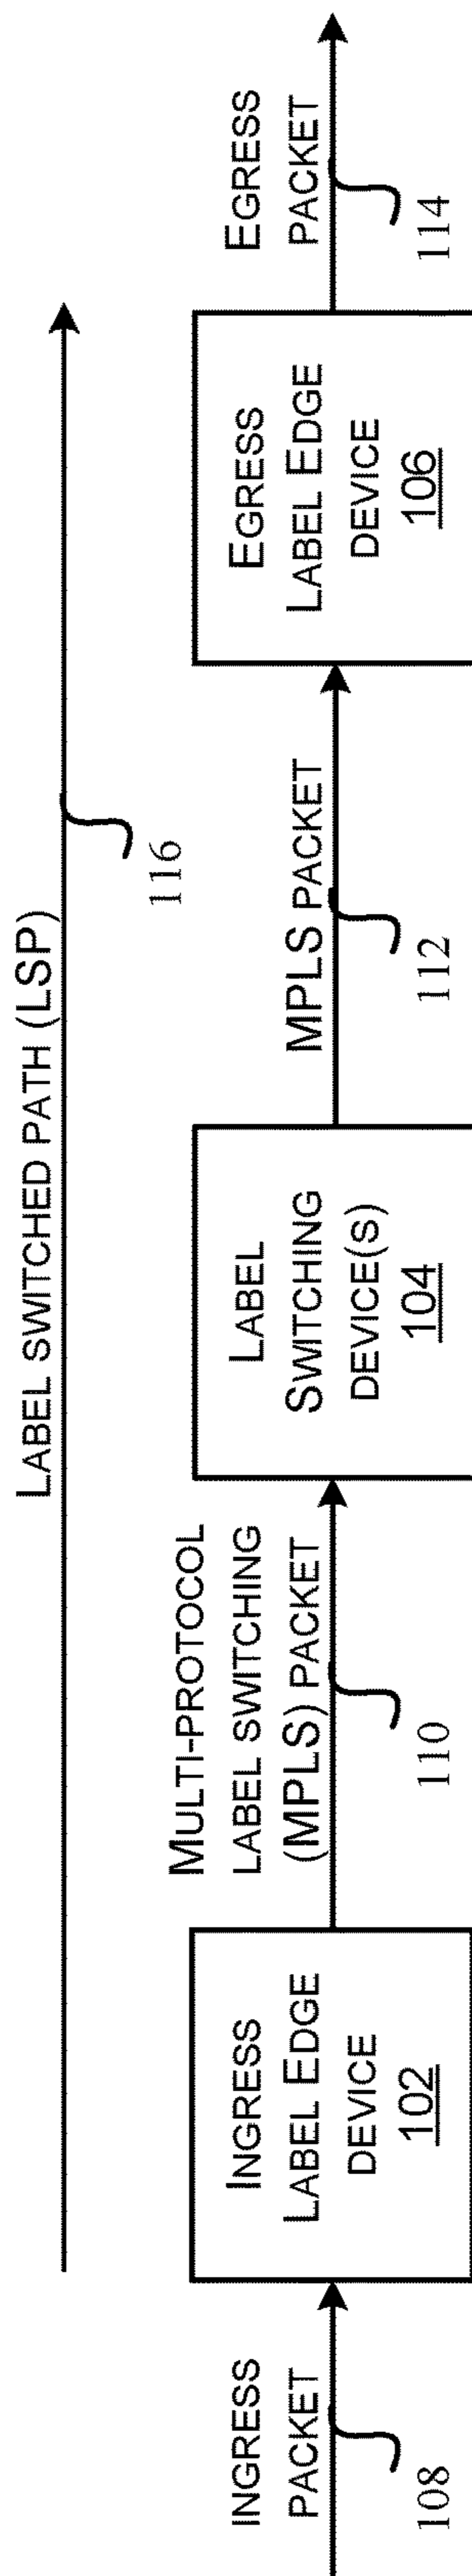 LABEL SWITCHED PATH (LSP)
116
INGRESS
PACKET
108
INGRESS
LABEL EDGE
DEVICE
102
MULTI-PROTOCOL
LABEL SWITCHING
(MPLS) PACKET
110
LABEL
SWITCHING
DEVICE(S)
104
MPLS PACKET
112
EGRESS
LABEL EDGE
DEVICE
106
EGRESS
PACKET
114